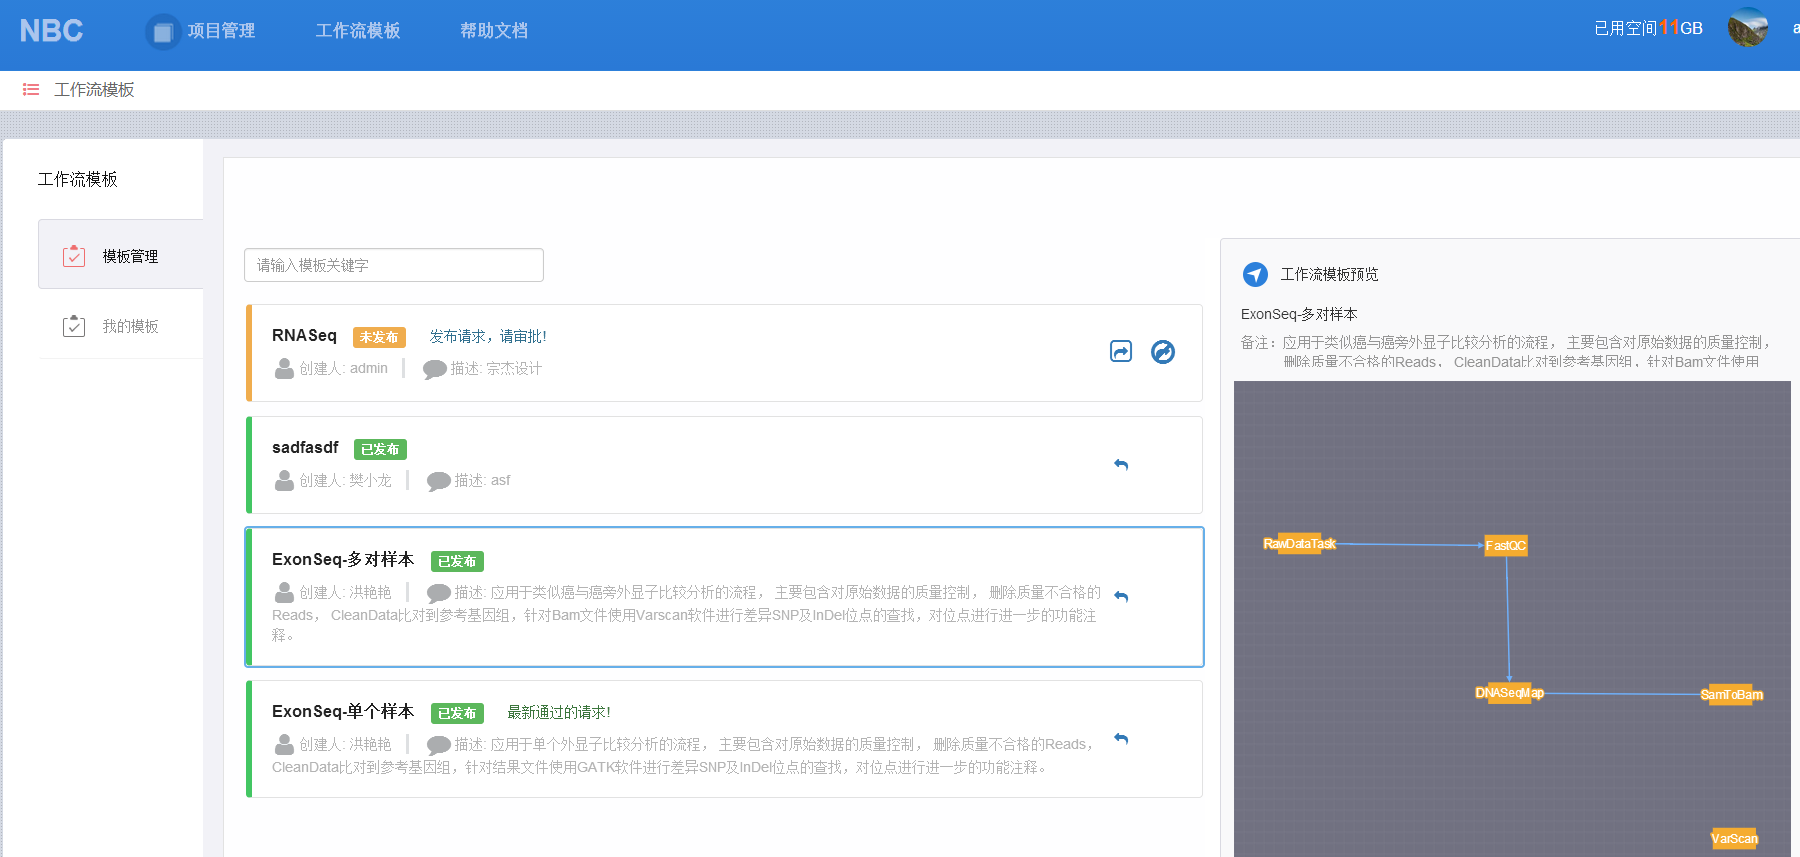 NBC 项目管理 工作流模板 帮助文档 已用空间11GB a
工作流模板
工作流模板
模板管理
我的模板
请输入模板关键字
RNASeq 未发布 发布请求，请审批!
创建人: admin 描述: 宗杰设计
sadfasdf 已发布
创建人: 樊小龙 描述: asf
ExonSeq-多对样本 已发布
创建人: 洪艳艳 描述: 应用于类似癌与癌旁外显子比较分析的流程， 主要包含对原始数据的质量控制， 删除质量不合格的
Reads， CleanData比对到参考基因组，针对Bam文件使用Varscan软件进行差异SNP及InDel位点的查找，对位点进行进一步的功能注
释。
ExonSeq-单个样本 已发布 最新通过的请求!
创建人: 洪艳艳 描述: 应用于单个外显子比较分析的流程， 主要包含对原始数据的质量控制， 删除质量不合格的Reads，
CleanData比对到参考基因组，针对结果文件使用GATK软件进行差异SNP及InDel位点的查找，对位点进行进一步的功能注释。
工作流模板预览
ExonSeq-多对样本
备注： 应用于类似癌与癌旁外显子比较分析的流程， 主要包含对原始数据的质量控制，
删除质量不合格的Reads， CleanData比对到参考基因组，针对Bam文件使用
RawDataTask FastQC
DNASeqMap SamToBam
VarScan